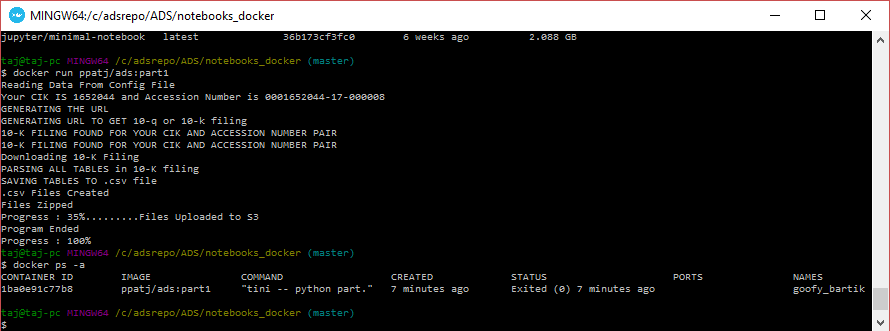 MINGW64:/c/adsrepo/ADS/notebooks_docker
jupyter/minimal-notebook latest 36b173cf3fc0 6 weeks ago 2.088 GB
taj@taj-pc MINGW64 /c/adsrepo/ADS/notebooks_docker (master)
$ docker run ppatj/ads:part1
Reading Data From Config File
Your CIK IS 1652044 and Accession Number is 0001652044-17-000008
GENERATING THE URL
GENERATING URL TO GET 10-q or 10-k filing
10-K FILING FOUND FOR YOUR CIK AND ACCESSION NUMBER PAIR
10-K FILING FOUND FOR YOUR CIK AND ACCESSION NUMBER PAIR
Downloading 10-K Filing
PARSING ALL TABLES in 10-K filing
SAVING TABLES TO .csv file
.csv Files Created
Files Zipped
Progress : 35%.........Files Uploaded to S3
Program Ended
Progress : 100%
taj@taj-pc MINGW64 /c/adsrepo/ADS/notebooks_docker (master)
$ docker ps -a
CONTAINER ID IMAGE COMMAND CREATED STATUS PORTS NAMES
1ba0e91c77b8 ppatj/ads:part1 "tini -- python part." 7 minutes ago Exited (0) 7 minutes ago goofy_bartik
taj@taj-pc MINGW64 /c/adsrepo/ADS/notebooks_docker (master)
$